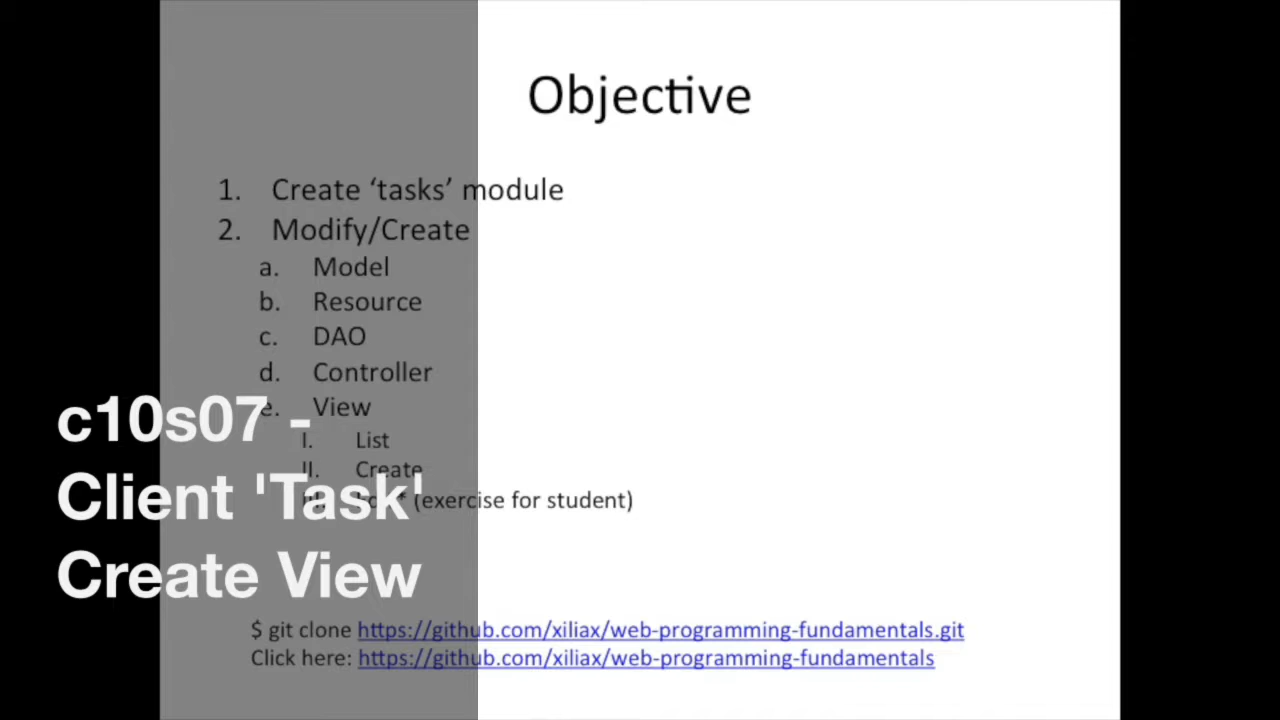 Objective
1. Create ‘tasks’ module
2. Modify/Create
a. Model
b. Resource
c. DAO
d. Controller
e. View
I. List
II. Create
(exercise for student)
c10s07 -
Client 'Task'
Create View
$ git clone https://github.com/xiliax/web-programming-fundamentals.git
Click here: https://github.com/xiliax/web-programming-fundamentals